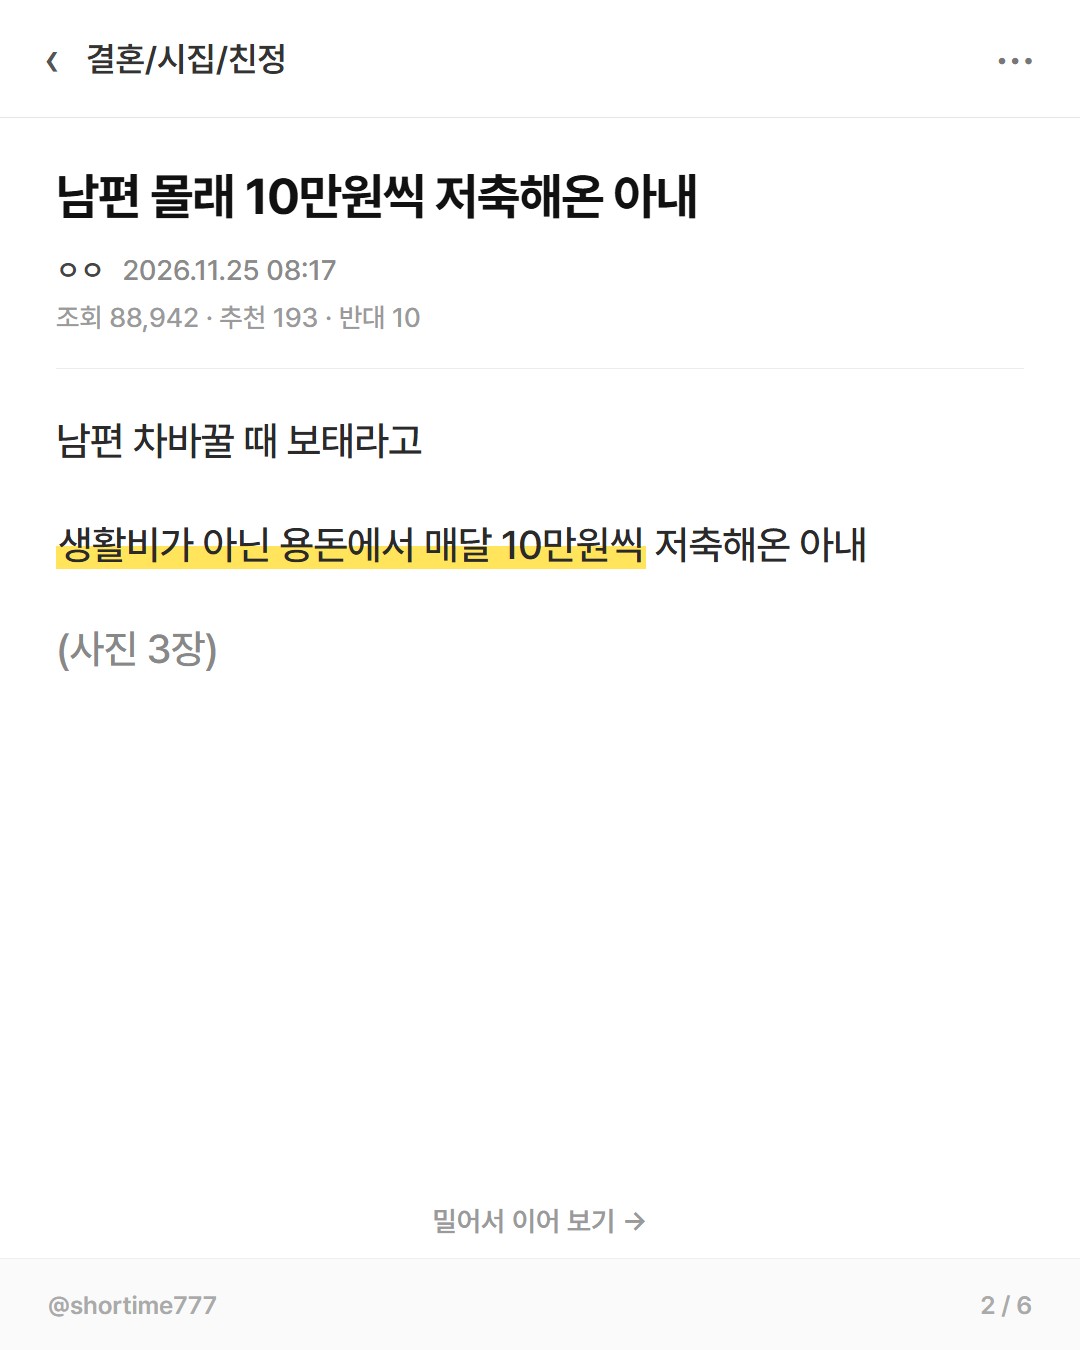 ‹ 결혼/시집/친정 ···
남편 몰래 10만원씩 저축해온 아내
ㅇㅇ 2026.11.25 08:17
조회 88,942 · 추천 193 · 반대 10
남편 차바꿀 때 보태라고
생활비가 아닌 용돈에서 매달 10만원씩 저축해온 아내
(사진 3장)
밀어서 이어 보기 →
@shortime777 2 / 6